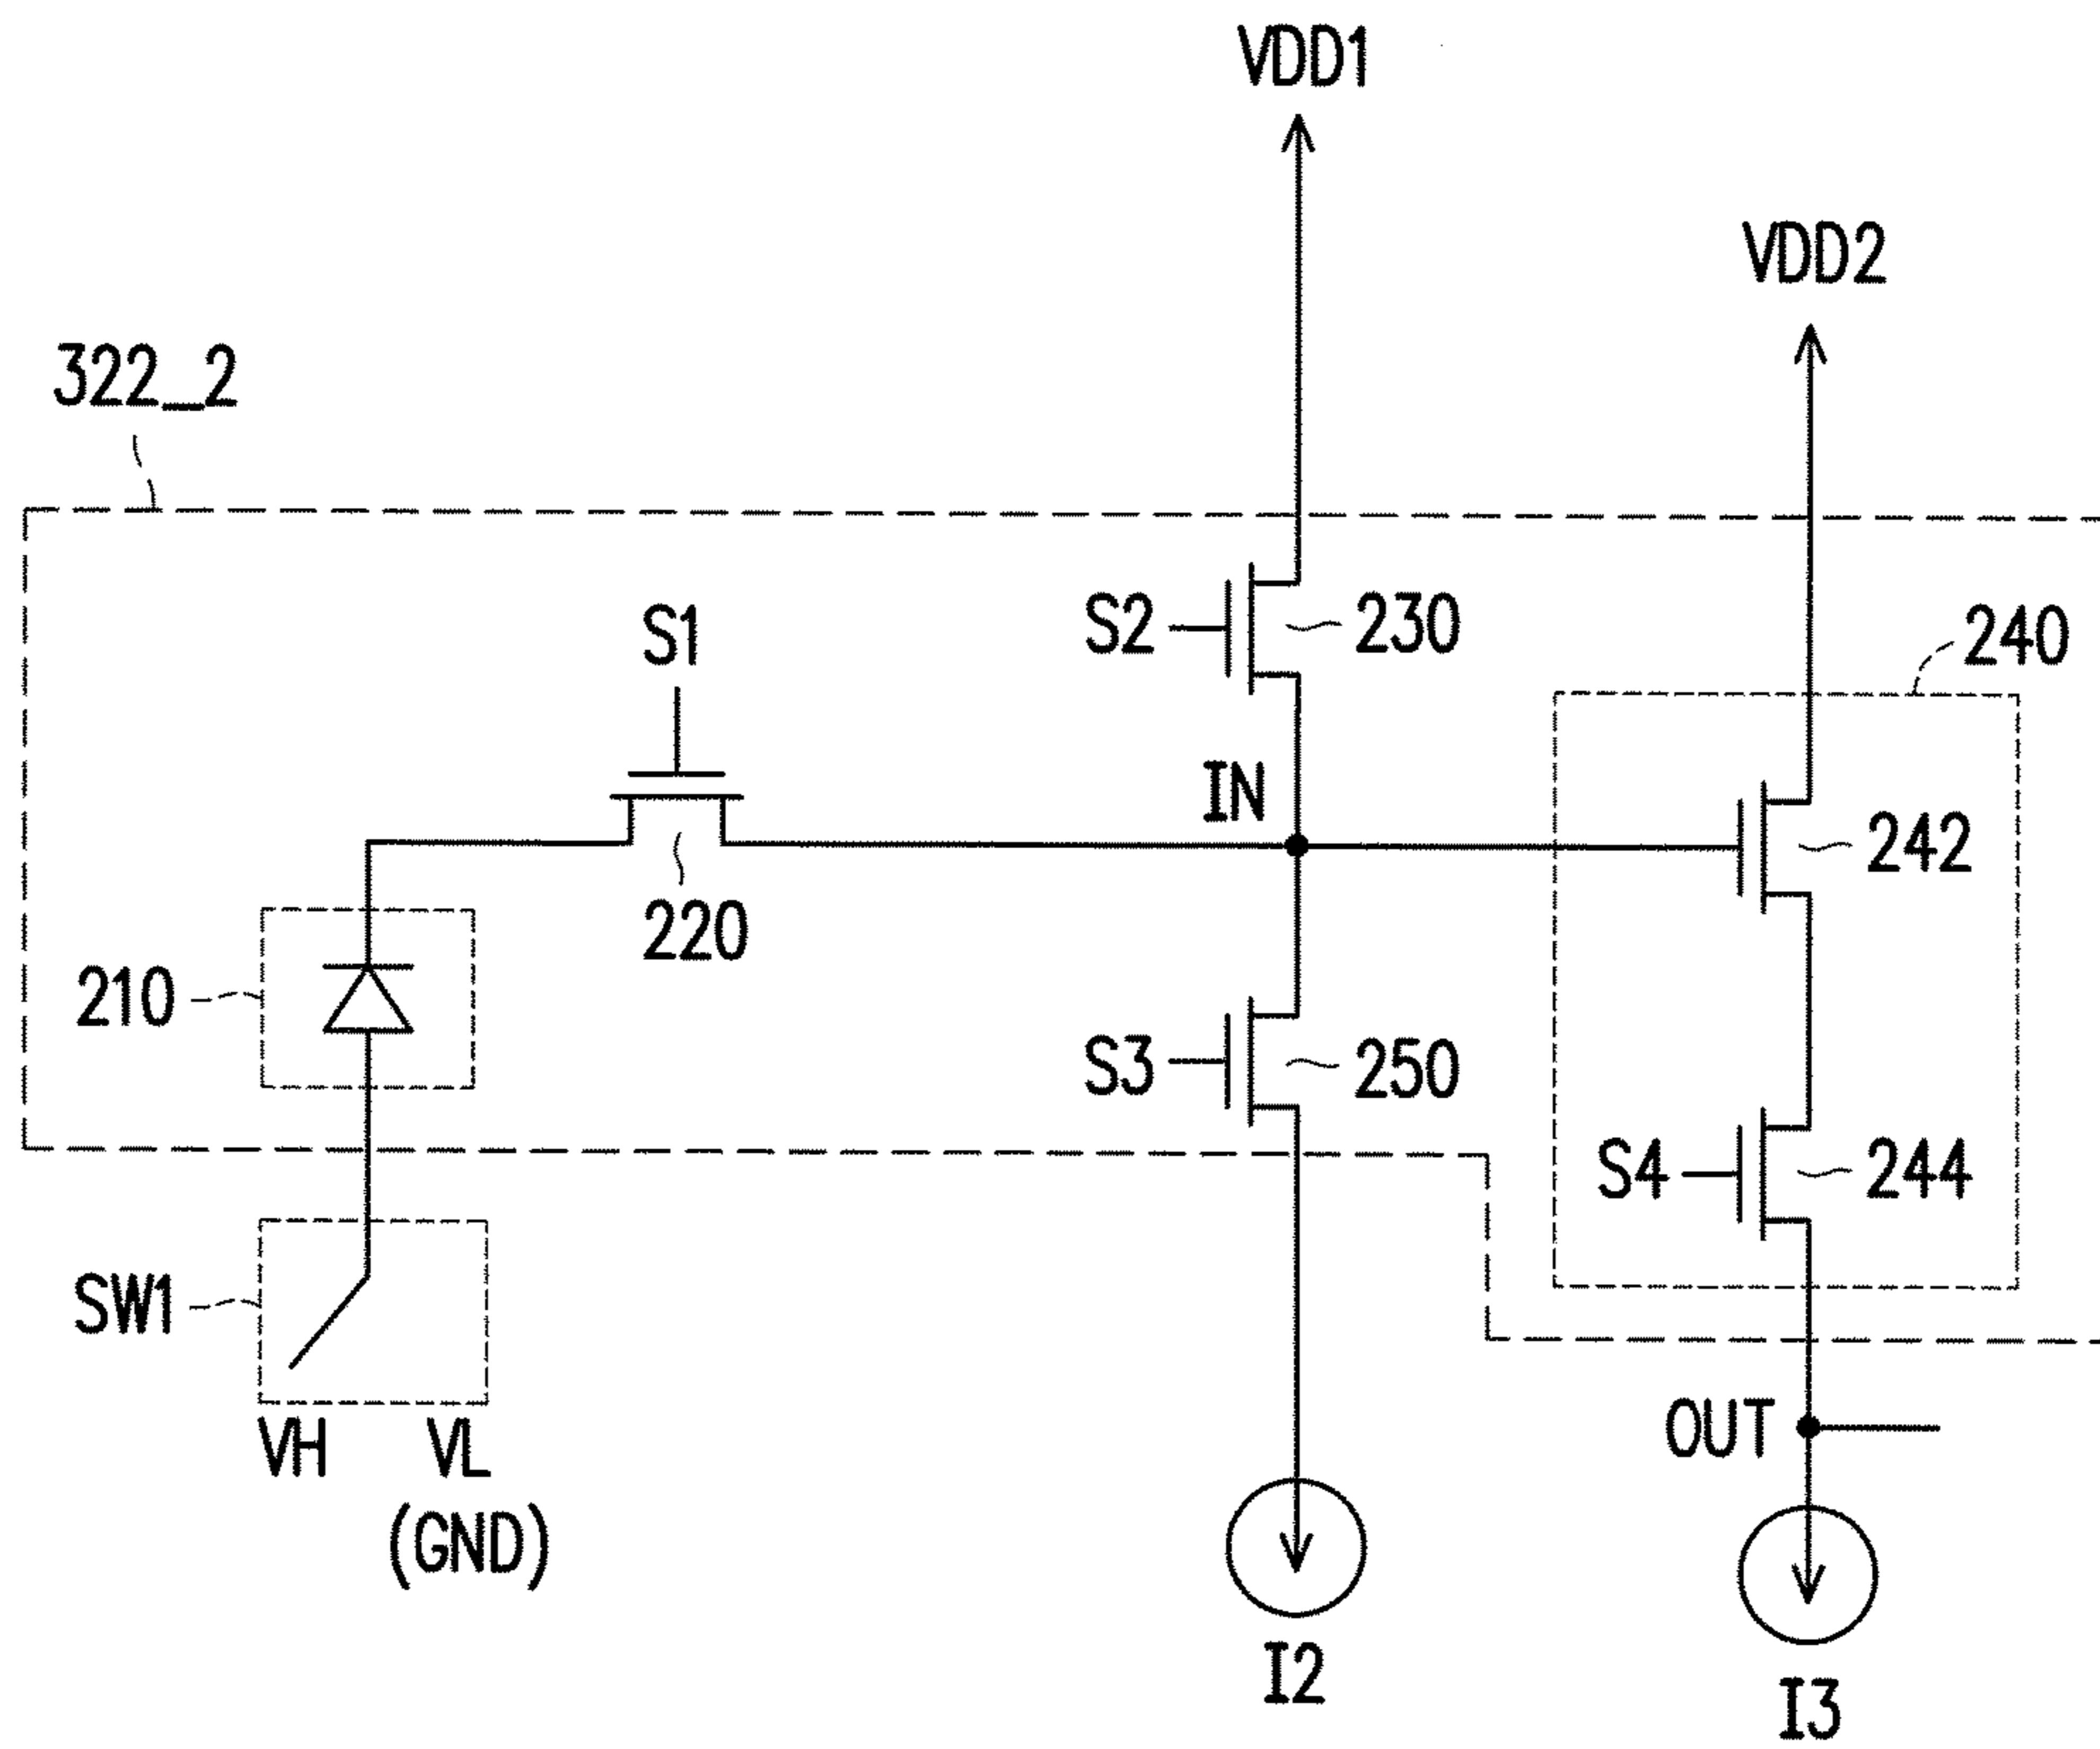 VDD1
VDD2
322_2
S1
S2
230
240
IN
242
220
210
S3
250
S4
244
SW1
VH
VL
(GND)
OUT
I2
I3